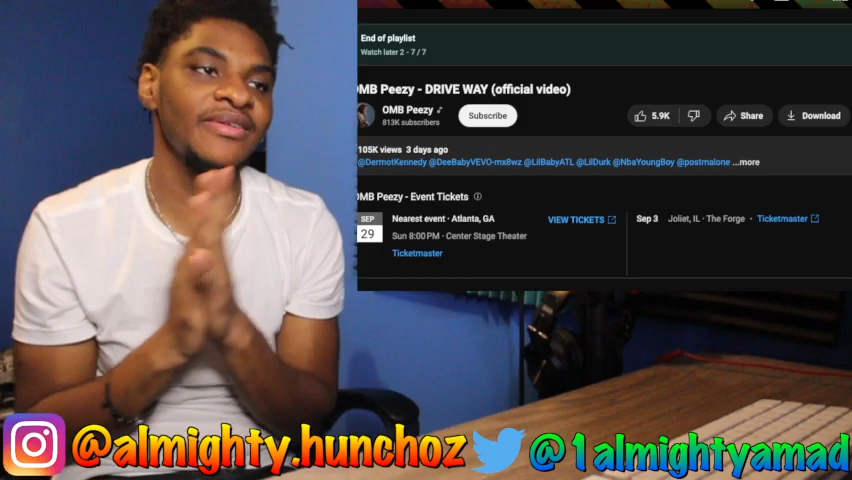 End of playlist
Watch later 2 - 7 / 7
OMB Peezy - DRIVE WAY (official video)
OMB Peezy
813K subscribers
Subscribe
5.9K
Share
Download
105K views 3 days ago
@DermotKennedy @DeeBabyVEVO-mx8wz @LilBabyATL @LilDurk @NbaYoungBoy @postmalone ...more
OMB Peezy - Event Tickets
SEP
29
Nearest event · Atlanta, GA
Sun 8:00 PM · Center Stage Theater
Ticketmaster
VIEW TICKETS
Sep 3 Joliet, IL · The Forge · Ticketmaster
@almighty.hunchoz
@1almightyamad